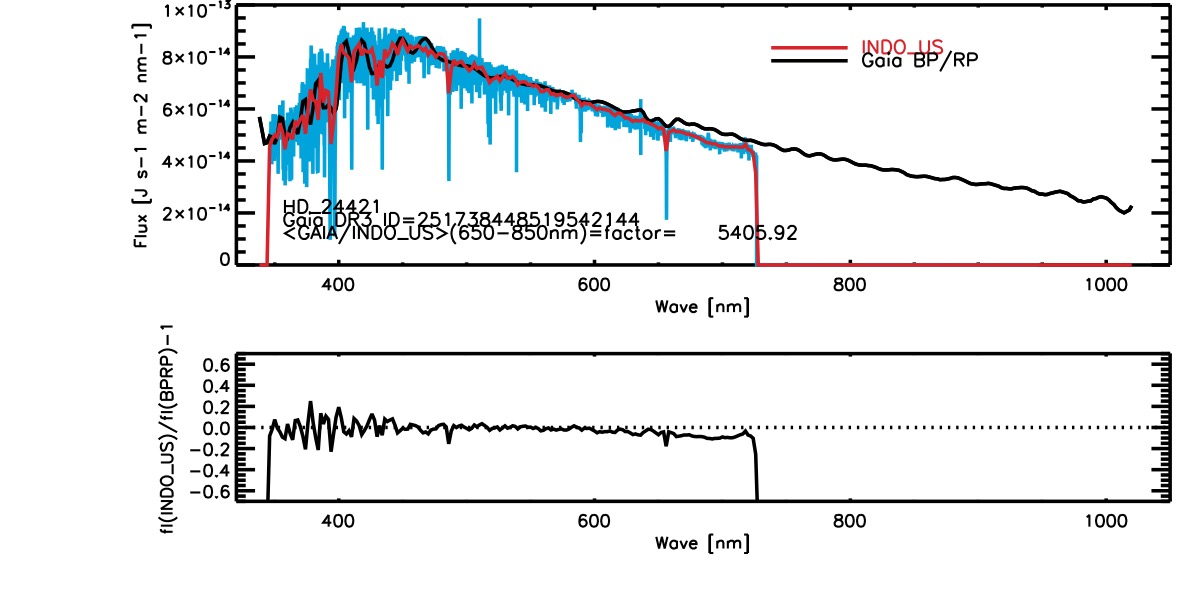 1×10−13
8×10−14
6×10−14
4×10−14
2×10−14
0
Flux [J s−1 m−2 nm−1]
INDO_US
Gaia BP/RP
HD_24421
Gaia DR3 ID=251738448519542144
<GAIA/INDO_US>(650−850nm)=factor= 5405.92
400 600 800 1000
Wave [nm]
fl(INDO_US)/fl(BPRP)−1
0.6
0.4
0.2
0.0
−0.2
−0.4
−0.6
400 600 800 1000
Wave [nm]